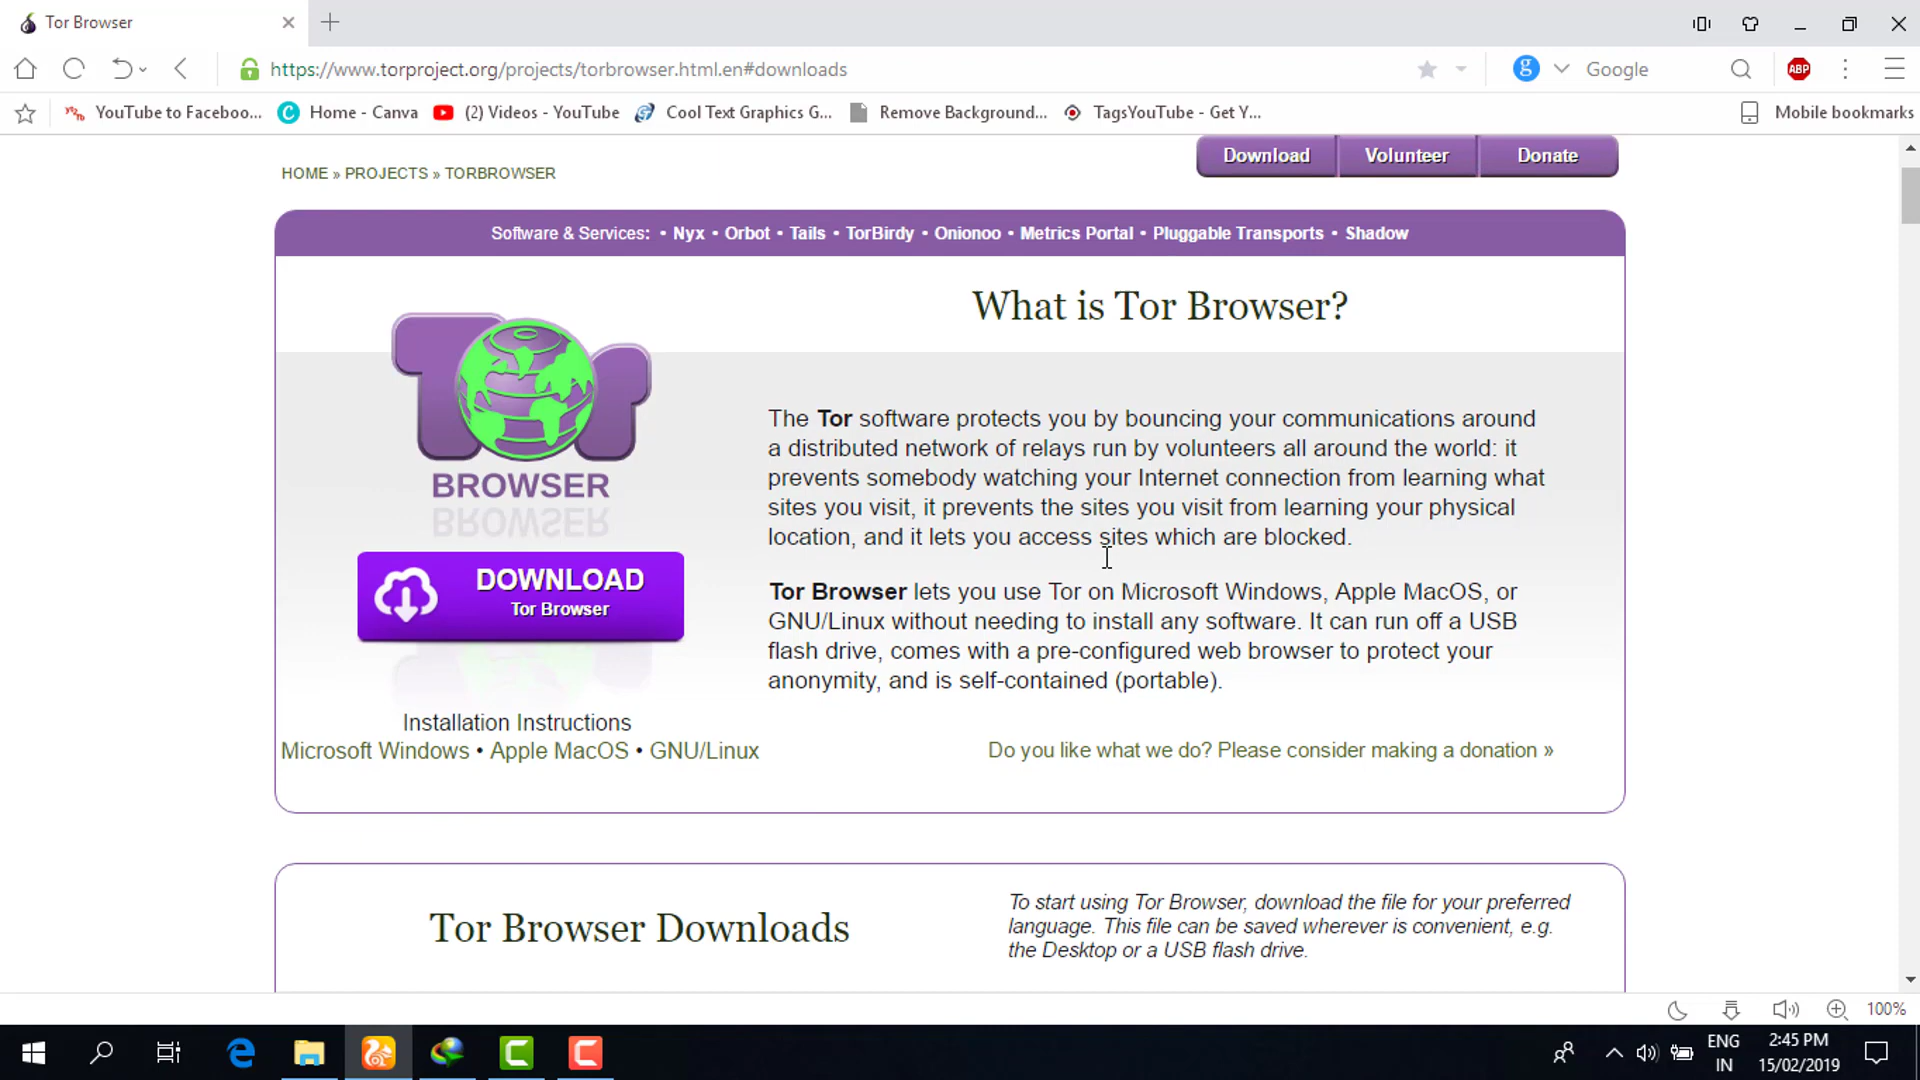 Tor Browser
https://www.torproject.org/projects/torbrowser.html.en#downloads
g
Google
ABP
YouTube to Faceboo...
Home - Canva
(2) Videos - YouTube
Cool Text Graphics G...
Remove Background...
TagsYouTube - Get Y...
Mobile bookmarks
Download
Volunteer
Donate
HOME » PROJECTS » TORBROWSER
Software & Services: • Nyx • Orbot • Tails • TorBirdy • Onionoo • Metrics Portal • Pluggable Transports • Shadow
Tor
BROWSER
What is Tor Browser?
The Tor software protects you by bouncing your communications around
a distributed network of relays run by volunteers all around the world: it
prevents somebody watching your Internet connection from learning what
sites you visit, it prevents the sites you visit from learning your physical
location, and it lets you access sites which are blocked.
DOWNLOAD
Tor Browser
Tor Browser lets you use Tor on Microsoft Windows, Apple MacOS, or
GNU/Linux without needing to install any software. It can run off a USB
flash drive, comes with a pre-configured web browser to protect your
anonymity, and is self-contained (portable).
Installation Instructions
Microsoft Windows • Apple MacOS • GNU/Linux
Do you like what we do? Please consider making a donation »
Tor Browser Downloads
To start using Tor Browser, download the file for your preferred
language. This file can be saved wherever is convenient, e.g.
the Desktop or a USB flash drive.
100%
ENG
IN
2:45 PM
15/02/2019